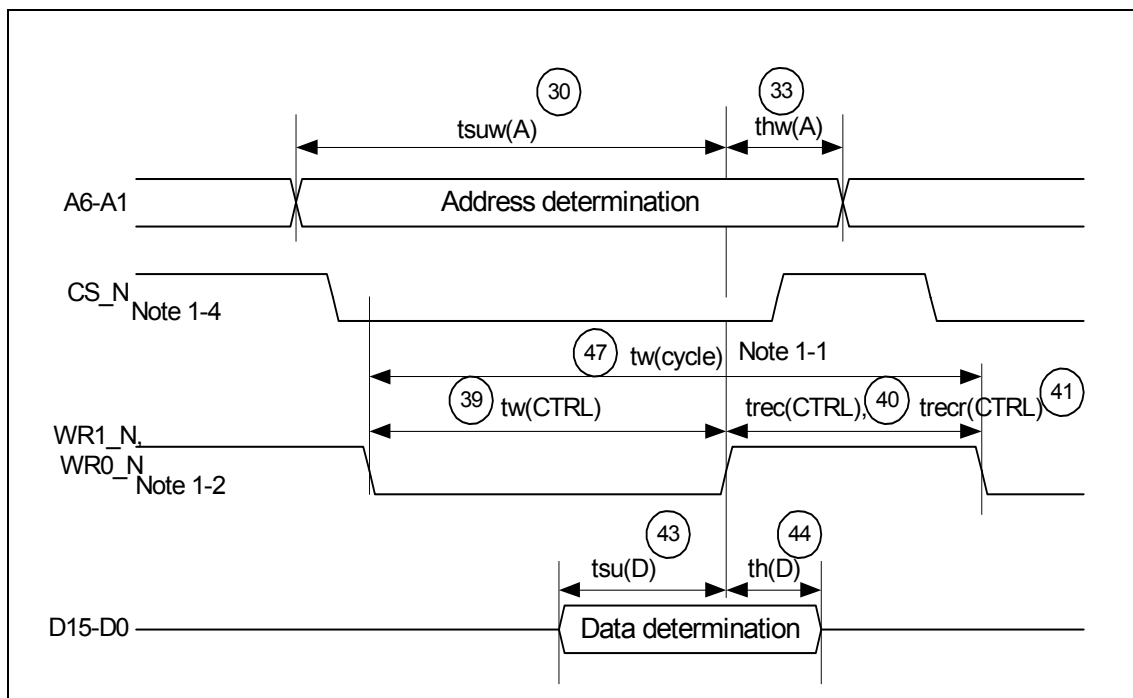 30 33
tsuw(A) thw(A)
A6-A1 Address determination
CS_N Note 1-4
47 tw(cycle) Note 1-1
39 tw(CTRL) trec(CTRL), 40 trecr(CTRL) 41
WR1_N,
WR0_N Note 1-2
43 44
tsu(D) th(D)
D15-D0 Data determination